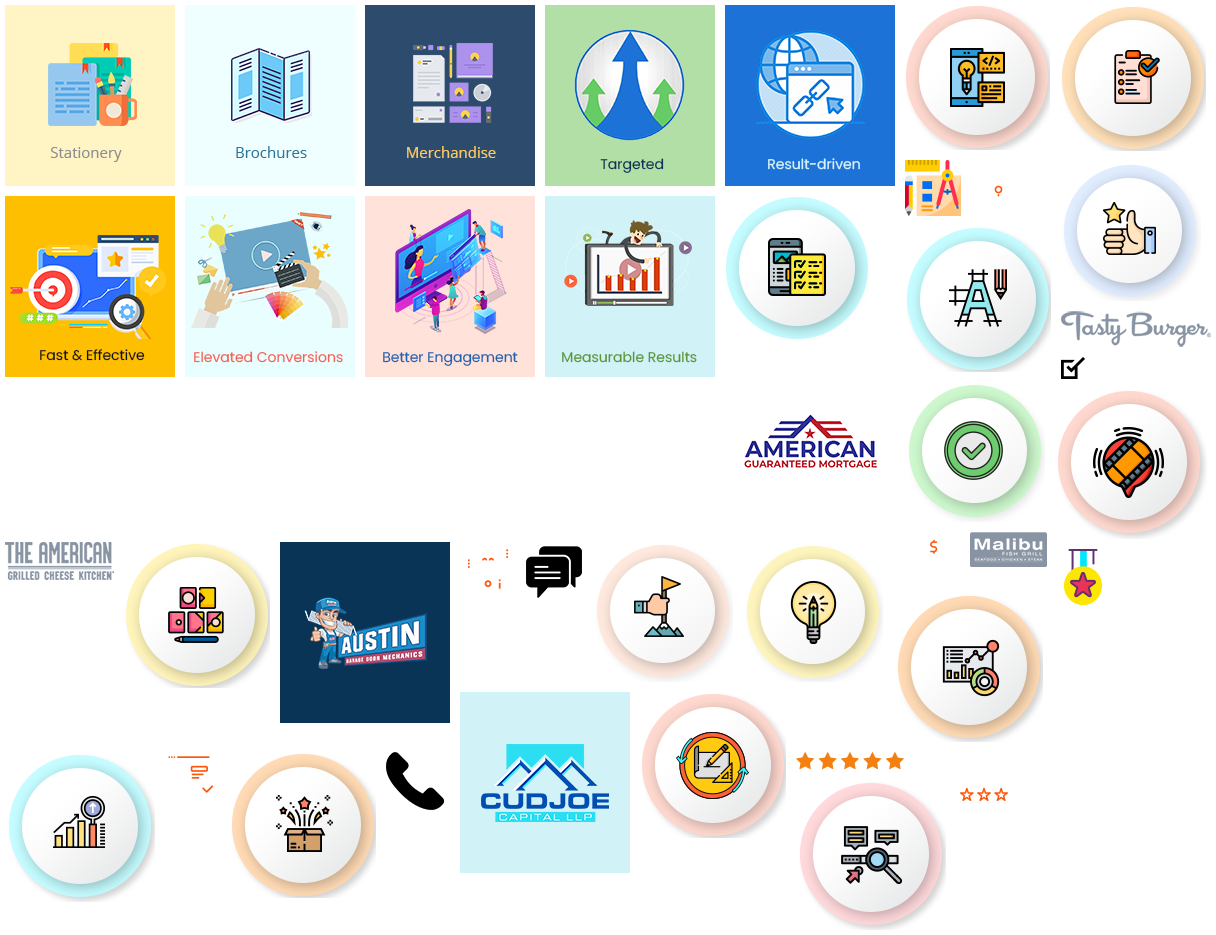 Stationery
Brochures
Merchandise
Targeted
Result-driven
Fast & Effective
Elevated Conversions
Better Engagement
Measurable Results
Tasty Burger®
AMERICAN
GUARANTEED MORTGAGE
THE AMERICAN
GRILLED CHEESE KITCHEN
Malibu
FISH GRILL
SEAFOOD • CHICKEN • STEAK
AUSTIN
GARAGE DOOR MECHANICS
CUDJOE
CAPITAL LLP